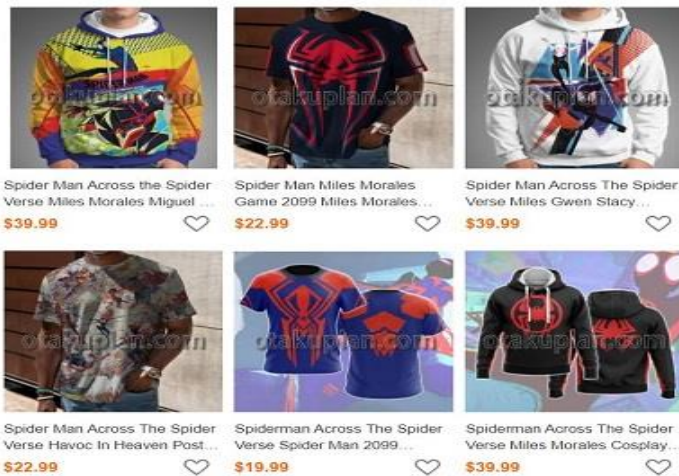 otakuplan.com
otakuplan.com
otakuplan.com
Spider Man Across the Spider
Verse Miles Morales Miguel ...
$39.99
Spider Man Miles Morales
Game 2099 Miles Morales...
$22.99
Spider Man Across The Spider
Verse Miles Gwen Stacy...
$39.99
otakuplan.com
otakuplan.com
otakuplan.com
Spider Man Across The Spider
Verse Havoc In Heaven Post...
$22.99
Spiderman Across The Spider
Verse Spider Man 2099...
$19.99
Spiderman Across The Spider
Verse Miles Morales Cosplay...
$39.99